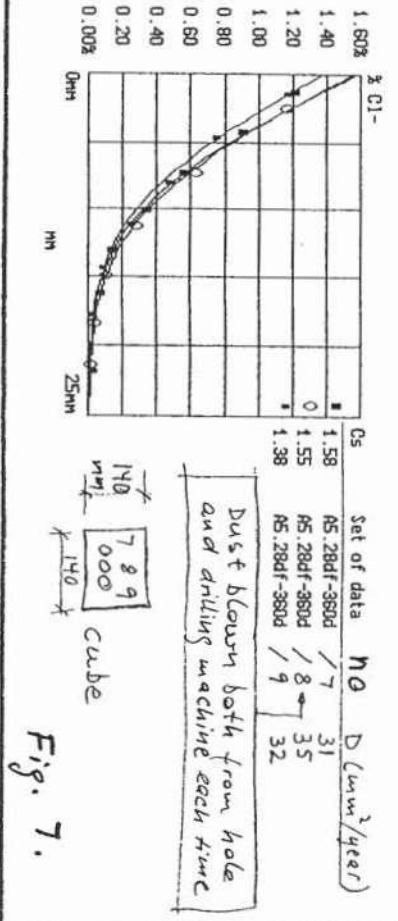 % Cl-
1.60%
1.40
1.20
1.00
0.80
0.60
0.40
0.20
0.00%
0MM
MM
25MM
Cs Set of data no D (mm²/year)
1.58 A5.28df-360d / 7 31
1.55 A5.28df-360d / 8 35
1.38 A5.28df-360d / 9 32
Dust blown both from hole
and drilling machine each time
140
mm
7 8 9
000
cube
140
Fig. 7.